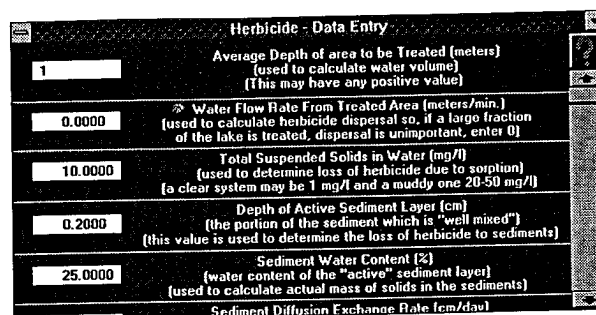 Herbicide - Data Entry
1
Average Depth of area to be Treated (meters)
(used to calculate water volume)
(This may have any positive value)
?
0.0000
Water Flow Rate From Treated Area (meters/min.)
(used to calculate herbicide dispersal so, if a large fraction
of the lake is treated, dispersal is unimportant, enter 0)
10.0000
Total Suspended Solids in Water (mg/l)
(used to determine loss of herbicide due to sorption)
(a clear system may be 1 mg/l and a muddy one 20-50 mg/l)
0.2000
Depth of Active Sediment Layer (cm)
(the portion of the sediment which is "well mixed")
(this value is used to determine the loss of herbicide to sediments)
25.0000
Sediment Water Content (%)
(water content of the "active" sediment layer)
(used to calculate actual mass of solids in the sediments)
Sediment Diffusion Exchange Rate (cm/day)